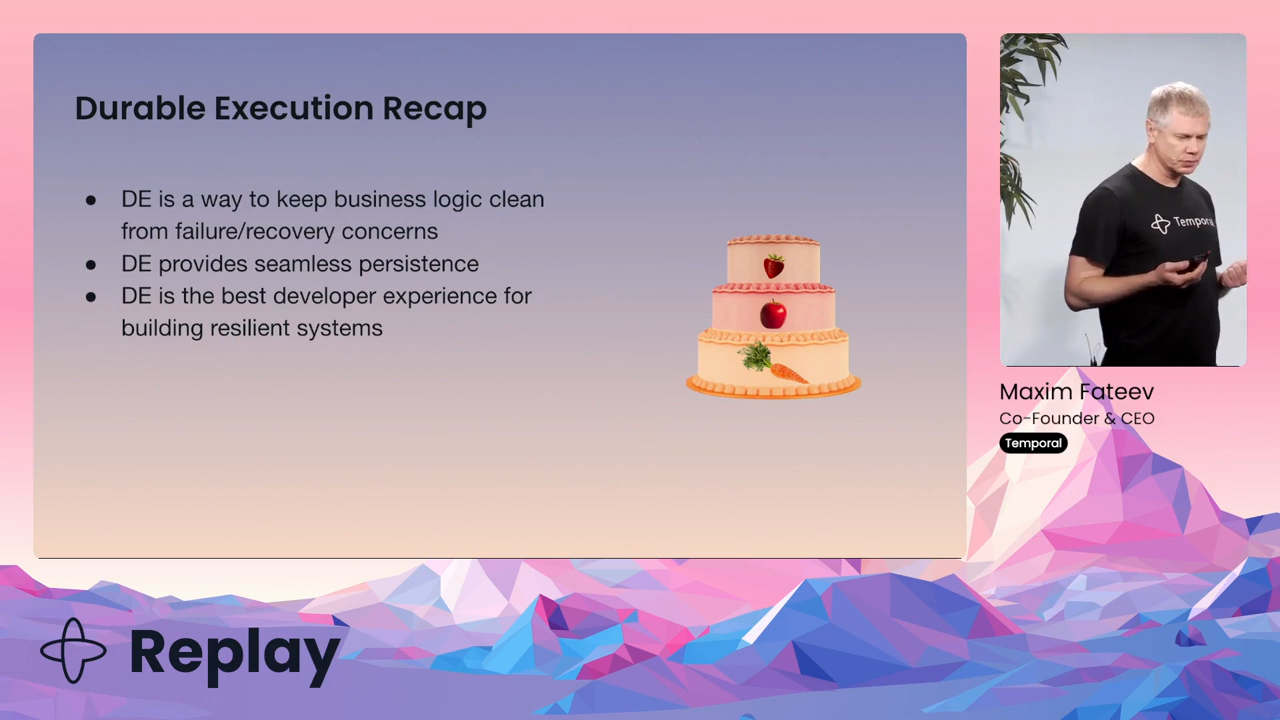 Durable Execution Recap
● DE is a way to keep business logic clean
from failure/recovery concerns
● DE provides seamless persistence
● DE is the best developer experience for
building resilient systems
Maxim Fateev
Co-Founder & CEO
Temporal
Replay